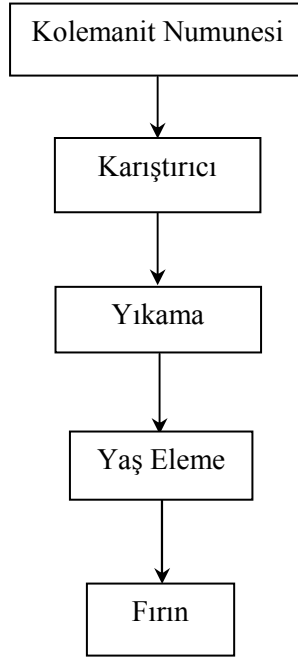 Kolemanit Numunesi
Karıştırıcı
Yıkama
Yaş Eleme
Fırın